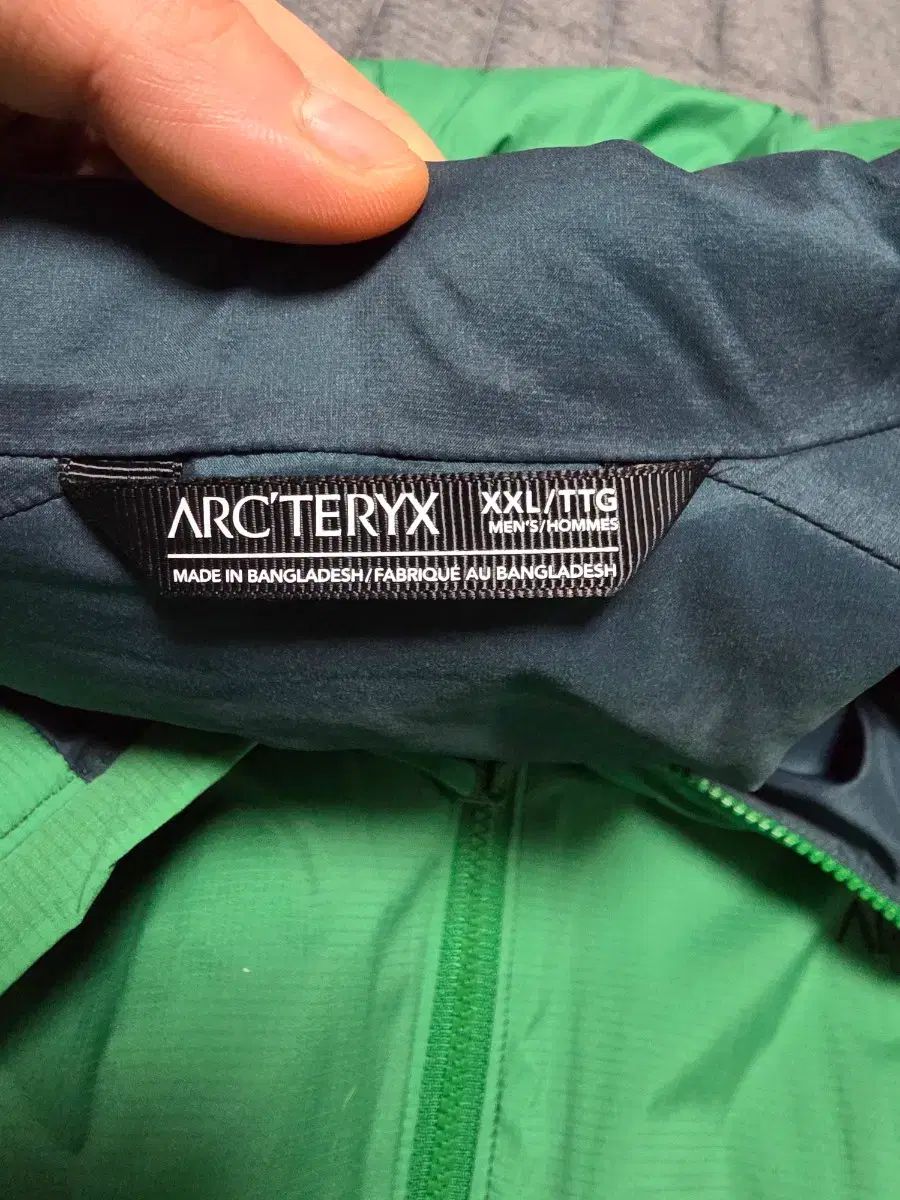 ARC'TERYX XXL/TTG
MEN'S/HOMMES
MADE IN BANGLADESH/FABRIQUÉ AU BANGLADESH